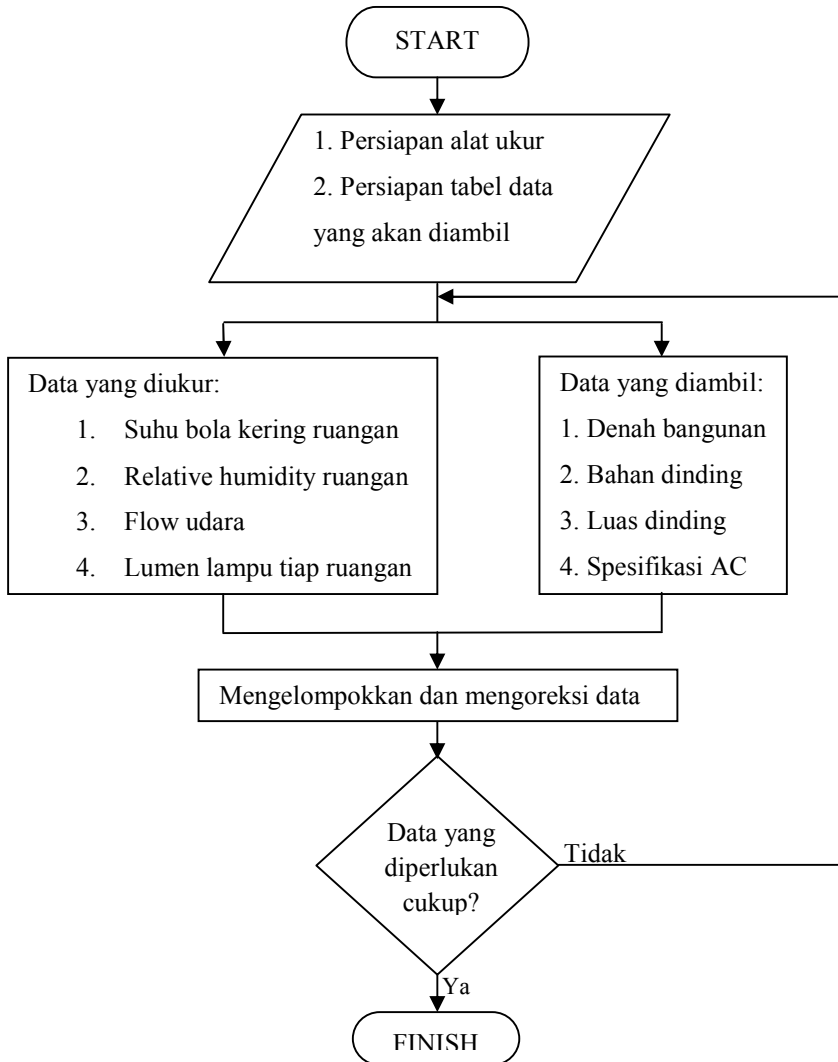 START
1. Persiapan alat ukur
2. Persiapan tabel data
yang akan diambil
Data yang diukur:
1. Suhu bola kering ruangan
2. Relative humidity ruangan
3. Flow udara
4. Lumen lampu tiap ruangan
Data yang diambil:
1. Denah bangunan
2. Bahan dinding
3. Luas dinding
4. Spesifikasi AC
Mengelompokkan dan mengoreksi data
Data yang
diperlukan
cukup?
Tidak
Ya
FINISH